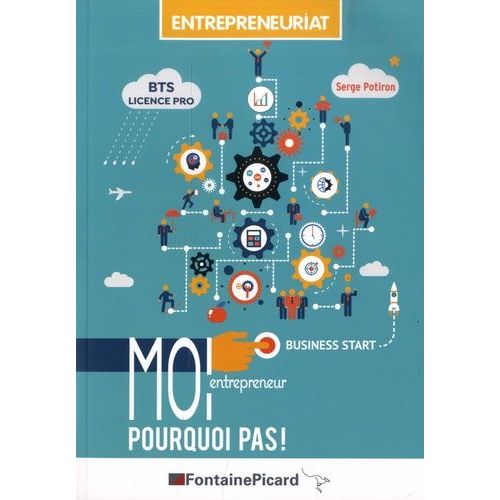 ENTREPRENEURIAT
BTS
LICENCE PRO
Serge Potiron
BUSINESS START
MOI
entrepreneur
POURQUOI PAS!
FontainePicard